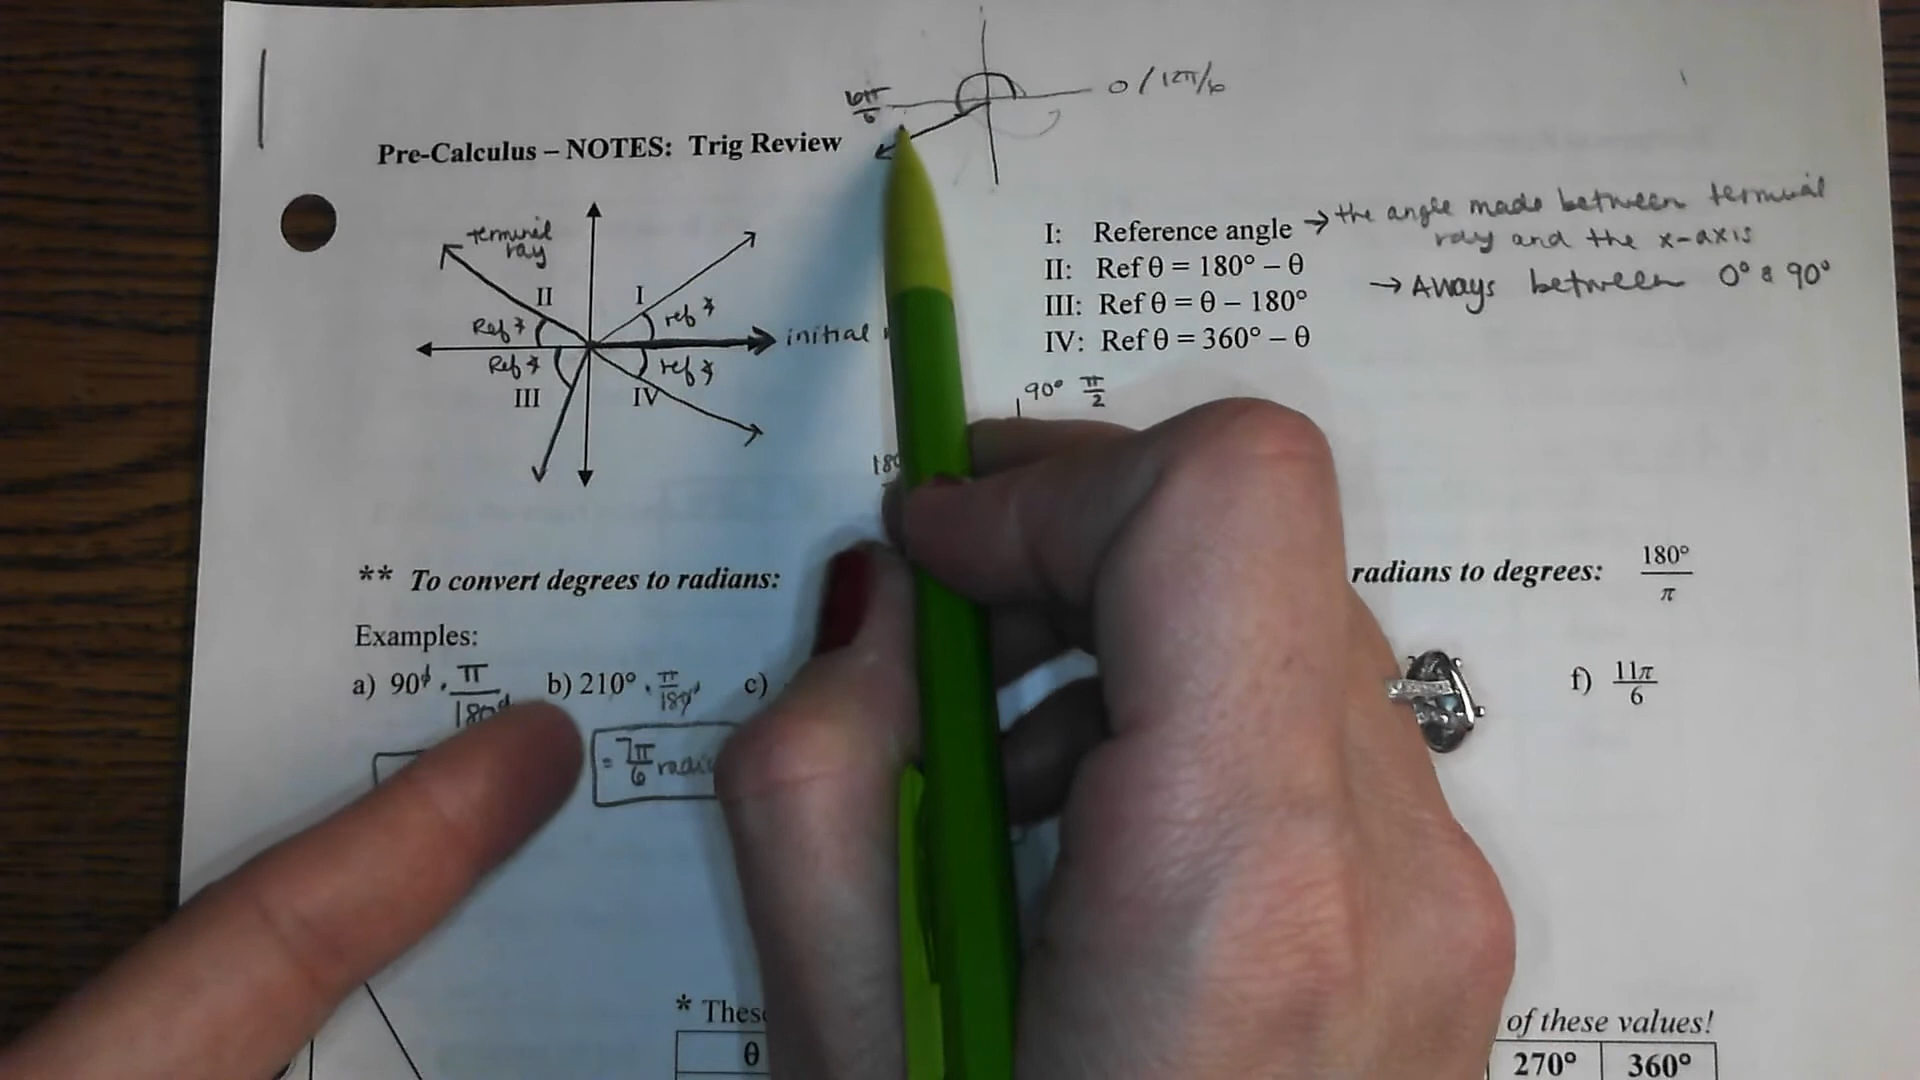 6π/6
0 / 12π/6
Pre-Calculus – NOTES: Trig Review
terminal ray
II
I
Ref ∡
ref ∡
initial
Ref ∡
ref ∡
III
IV
I: Reference angle → the angle made between terminal
ray and the x-axis
II: Ref θ = 180° – θ
→ Always between 0° & 90°
III: Ref θ = θ – 180°
IV: Ref θ = 360° – θ
90° π/2
** To convert degrees to radians:
radians to degrees: 180°/π
Examples:
a) 90° · π/180°
b) 210° · π/180°
c)
f) 11π/6
= 7π/6
* These
of these values!
θ
270° 360°